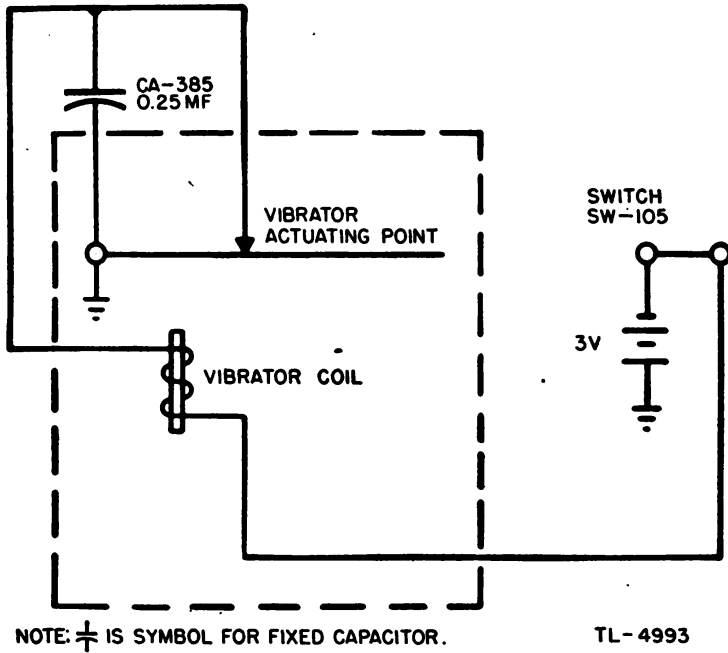 CA-385
0.25 MF
VIBRATOR
ACTUATING POINT
SWITCH
SW-105
3V
VIBRATOR COIL
NOTE: IS SYMBOL FOR FIXED CAPACITOR.
TL-4993